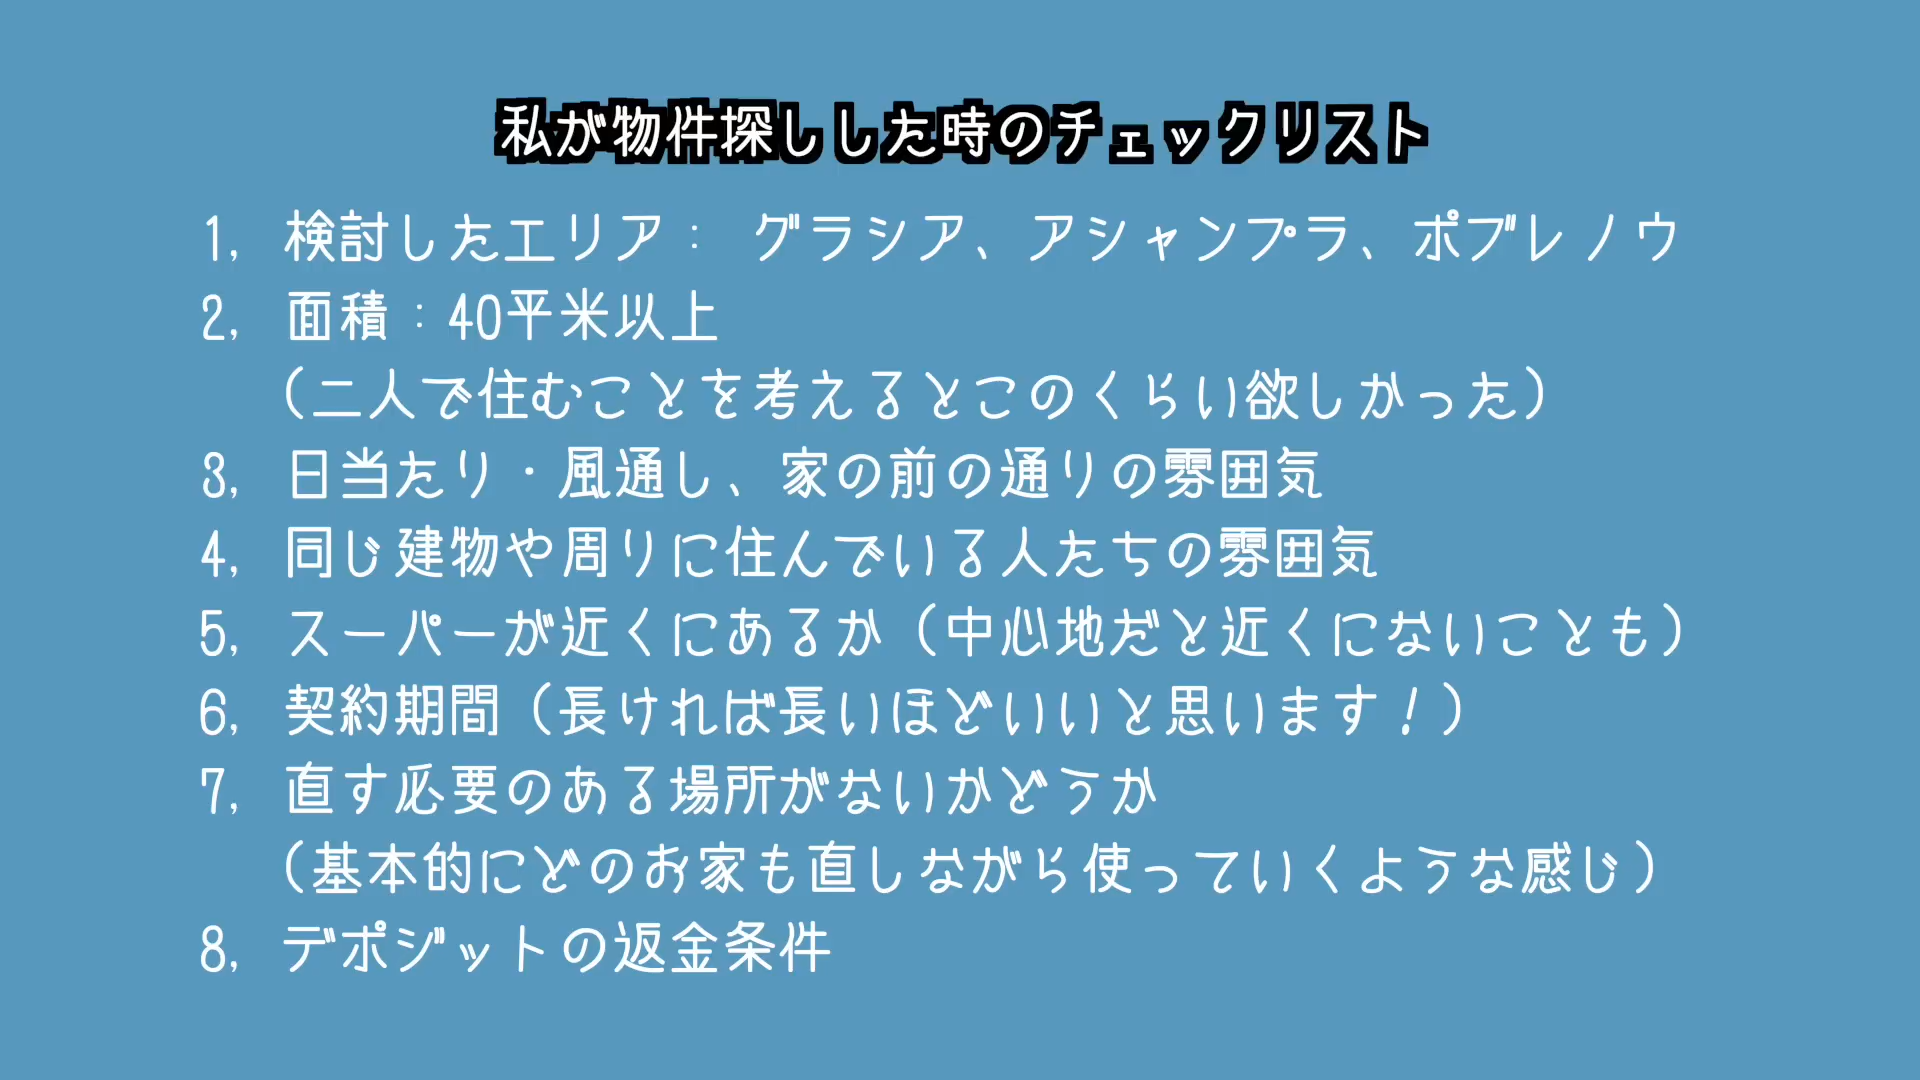 私が物件探しした時のチェックリスト
1, 検討したエリア： グラシア、アシャンプラ、ポブレノウ
2, 面積：40平米以上
（二人で住むことを考えるとこのくらい欲しかった）
3, 日当たり・風通し、家の前の通りの雰囲気
4, 同じ建物や周りに住んでいる人たちの雰囲気
5, スーパーが近くにあるか（中心地だと近くにないことも）
6, 契約期間（長ければ長いほどいいと思います！）
7, 直す必要のある場所がないかどうか
（基本的にどのお家も直しながら使っていくような感じ）
8, デポジットの返金条件